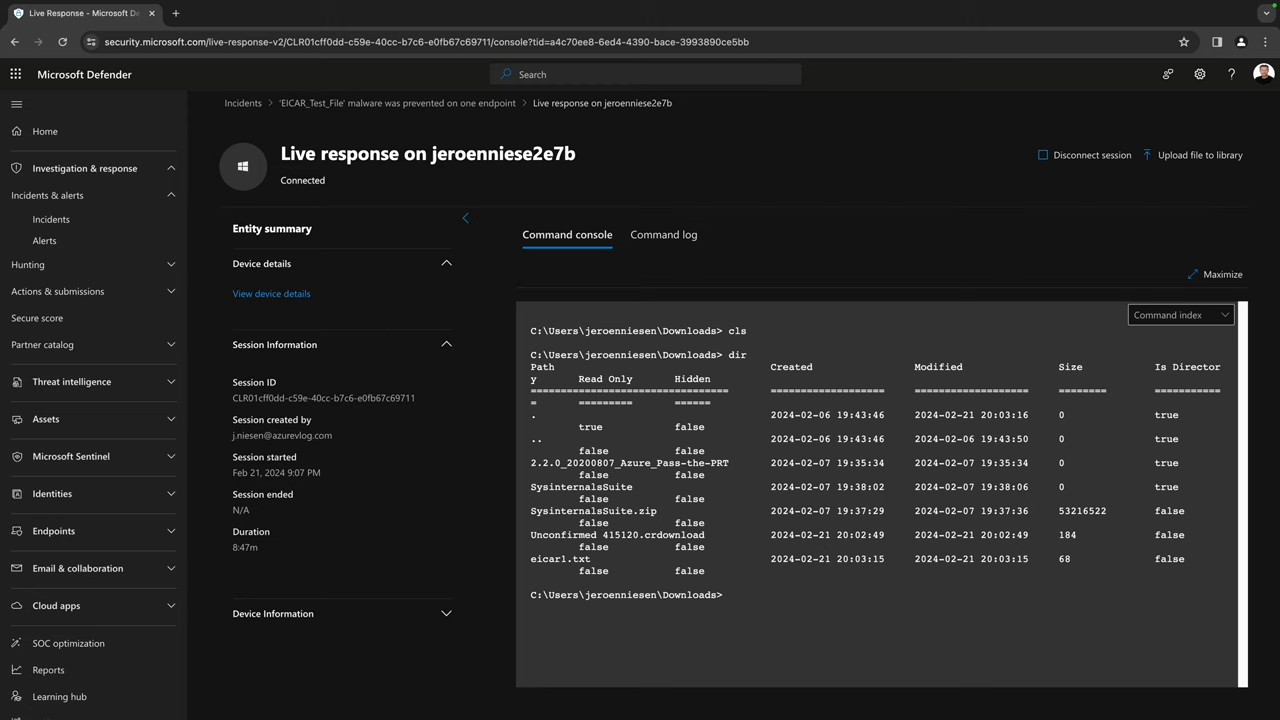 Live Response - Microsoft De
security.microsoft.com/live-response-v2/CLR01cff0dd-c59e-40cc-b7c6-e0fb67c69711/console?tid=a4c70ee8-6ed4-4390-bace-3993890ce5bb
Microsoft Defender
Search
Home
Investigation & response
Incidents & alerts
Incidents
Alerts
Hunting
Actions & submissions
Secure score
Partner catalog
Threat intelligence
Assets
Microsoft Sentinel
Identities
Endpoints
Email & collaboration
Cloud apps
SOC optimization
Reports
Learning hub
Incidents > 'EICAR_Test_File' malware was prevented on one endpoint > Live response on jeroenniese2e7b
Live response on jeroenniese2e7b
Connected
Disconnect session
Upload file to library
Entity summary
Device details
View device details
Session Information
Session ID
CLR01cff0dd-c59e-40cc-b7c6-e0fb67c69711
Session created by
j.niesen@azurevlog.com
Session started
Feb 21, 2024 9:07 PM
Session ended
N/A
Duration
8:47m
Device Information
Command console
Command log
Maximize
Command index
C:\Users\jeroenniesen\Downloads> cls
C:\Users\jeroenniesen\Downloads> dir
Path Created Modified Size Is Director
y Read Only Hidden
================================= =================== =================== ======== ===========
= ========= ======
. 2024-02-06 19:43:46 2024-02-21 20:03:16 0 true
true false
.. 2024-02-06 19:43:46 2024-02-06 19:43:50 0 true
false false
2.2.0_20200807_Azure_Pass-the-PRT 2024-02-07 19:35:34 2024-02-07 19:35:34 0 true
false false
SysinternalsSuite 2024-02-07 19:38:02 2024-02-07 19:38:06 0 true
false false
SysinternalsSuite.zip 2024-02-07 19:37:29 2024-02-07 19:37:36 53216522 false
false false
Unconfirmed 415120.crdownload 2024-02-21 20:02:49 2024-02-21 20:02:49 184 false
false false
eicar1.txt 2024-02-21 20:03:15 2024-02-21 20:03:15 68 false
false false
C:\Users\jeroenniesen\Downloads>